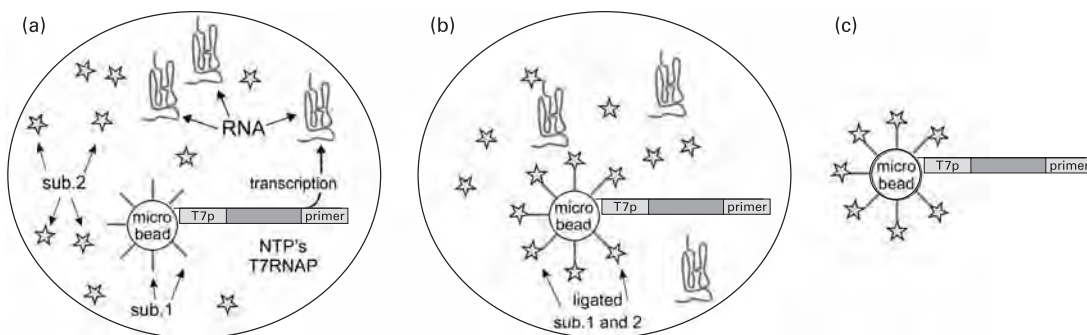 (a)
RNA
sub.2
transcription
micro
bead
T7p
primer
NTP's
T7RNAP
sub.1
(b)
micro
bead
T7p
primer
ligated
sub.1 and 2
(c)
micro
bead
T7p
primer